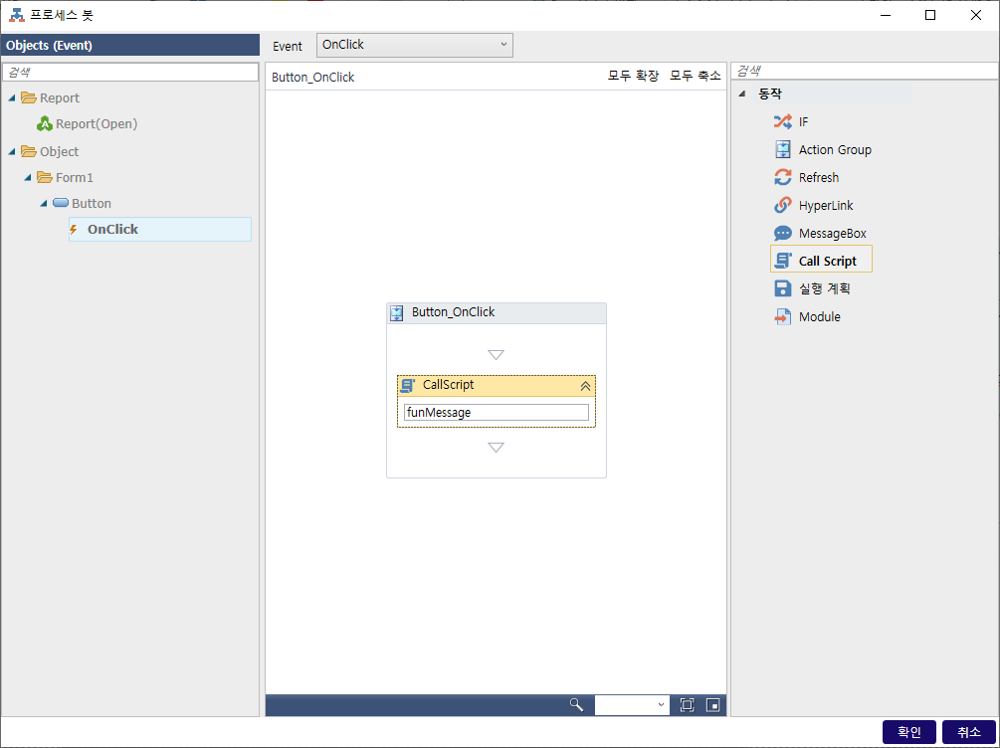 프로세스 봇
Objects (Event)
검색
Report
Report(Open)
Object
Form1
Button
OnClick
Event
OnClick
Button_OnClick
모두 확장
모두 축소
Button_OnClick
CallScript
funMessage
검색
동작
IF
Action Group
Refresh
HyperLink
MessageBox
Call Script
실행 계획
Module
확인
취소